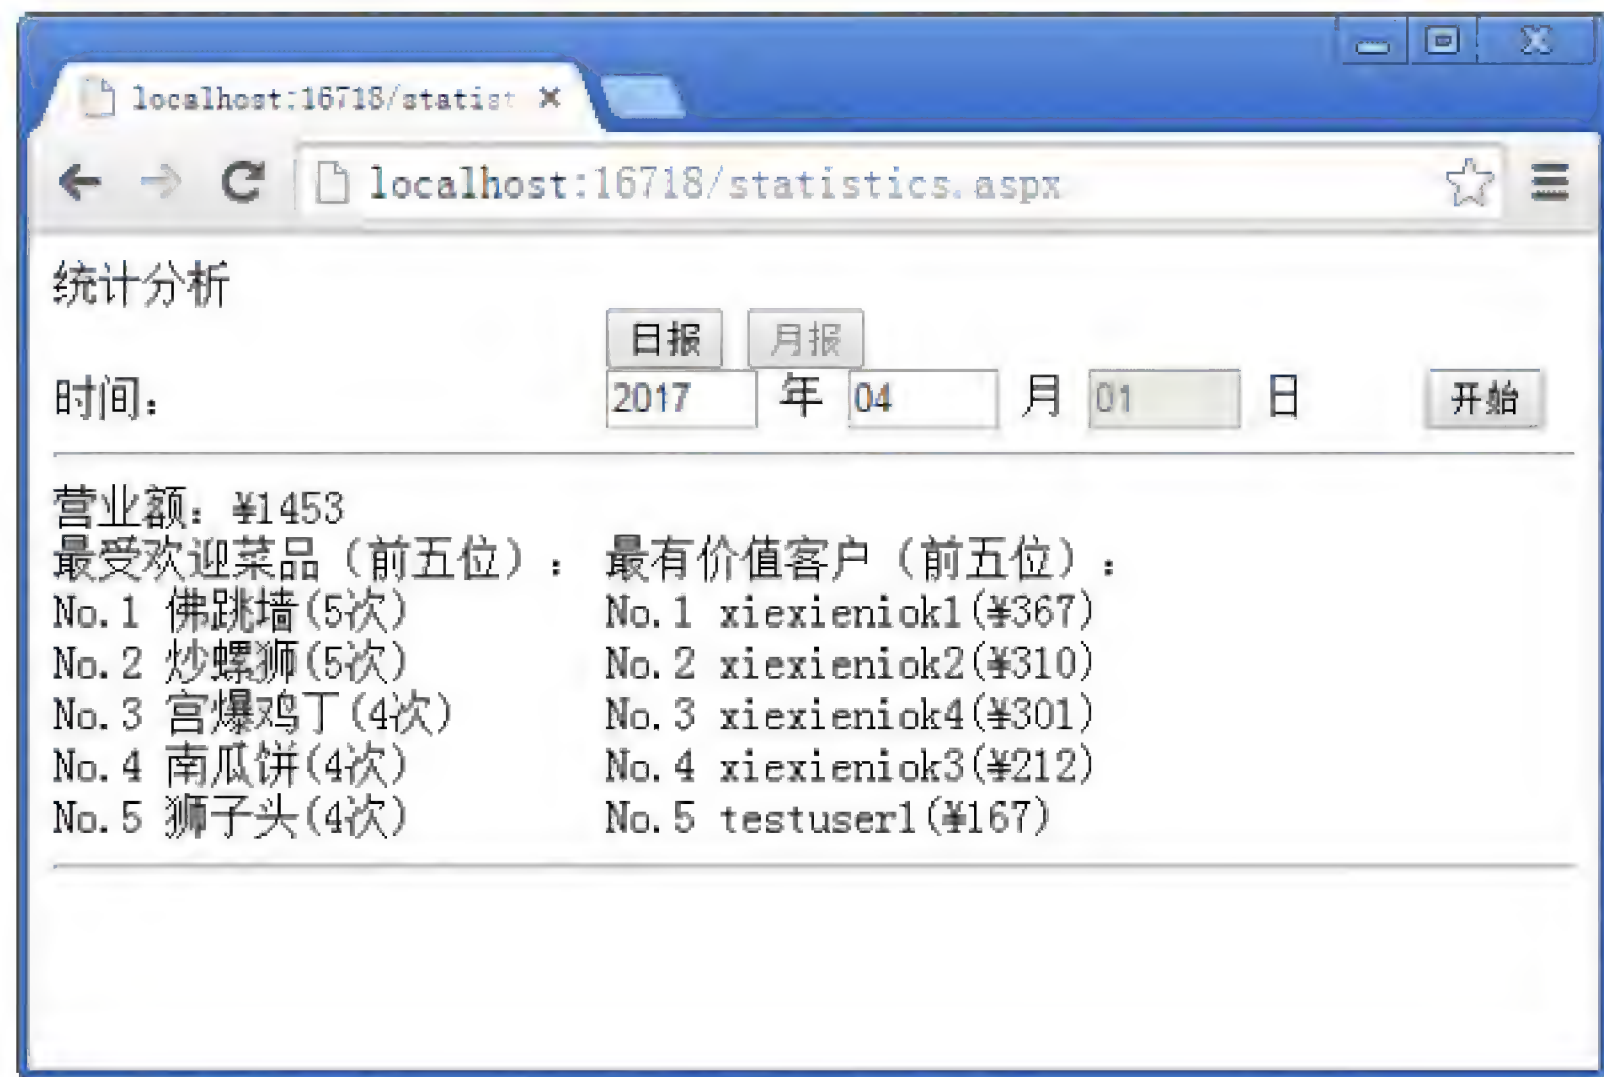 localhost:16718/statist
localhost:16718/statistics.aspx
统计分析
日报 月报
时间： 2017 年 04 月 01 日 开始
营业额：¥1453
最受欢迎菜品（前五位）： 最有价值客户（前五位）：
No.1 佛跳墙(5次) No.1 xiexieniok1(¥367)
No.2 炒螺狮(5次) No.2 xiexieniok2(¥310)
No.3 宫爆鸡丁(4次) No.3 xiexieniok4(¥301)
No.4 南瓜饼(4次) No.4 xiexieniok3(¥212)
No.5 狮子头(4次) No.5 testuser1(¥167)